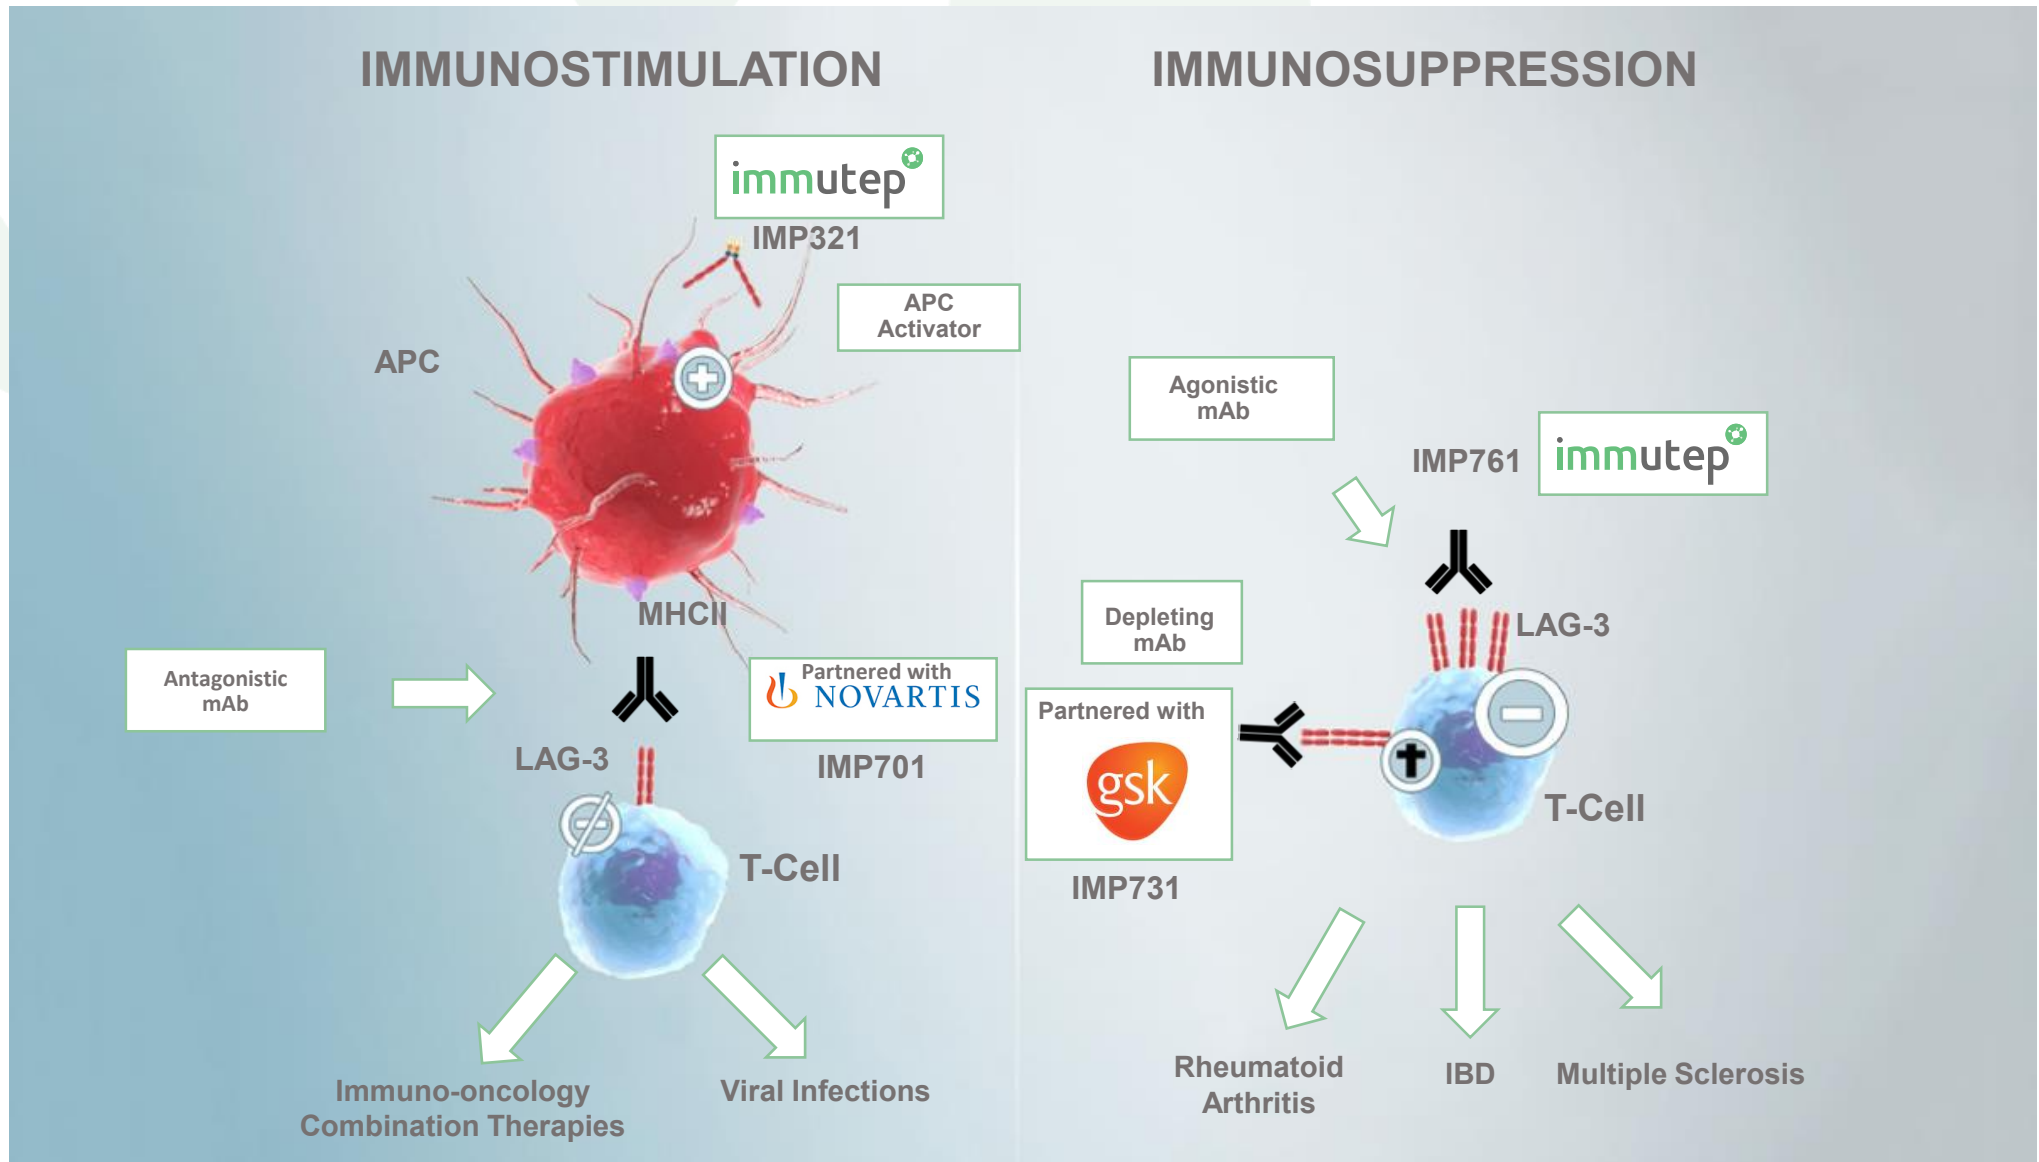 IMMUNOSTIMULATION
immutep
IMP321
APC
Activator
APC
MHCII
Antagonistic
mAb
Partnered with
NOVARTIS
LAG-3
IMP701
T-Cell
Immuno-oncology
Combination Therapies
Viral Infections
IMMUNOSUPPRESSION
Agonistic
mAb
IMP761
immutep
Depleting
mAb
LAG-3
Partnered with
gsk
T-Cell
IMP731
Rheumatoid
Arthritis
IBD
Multiple Sclerosis